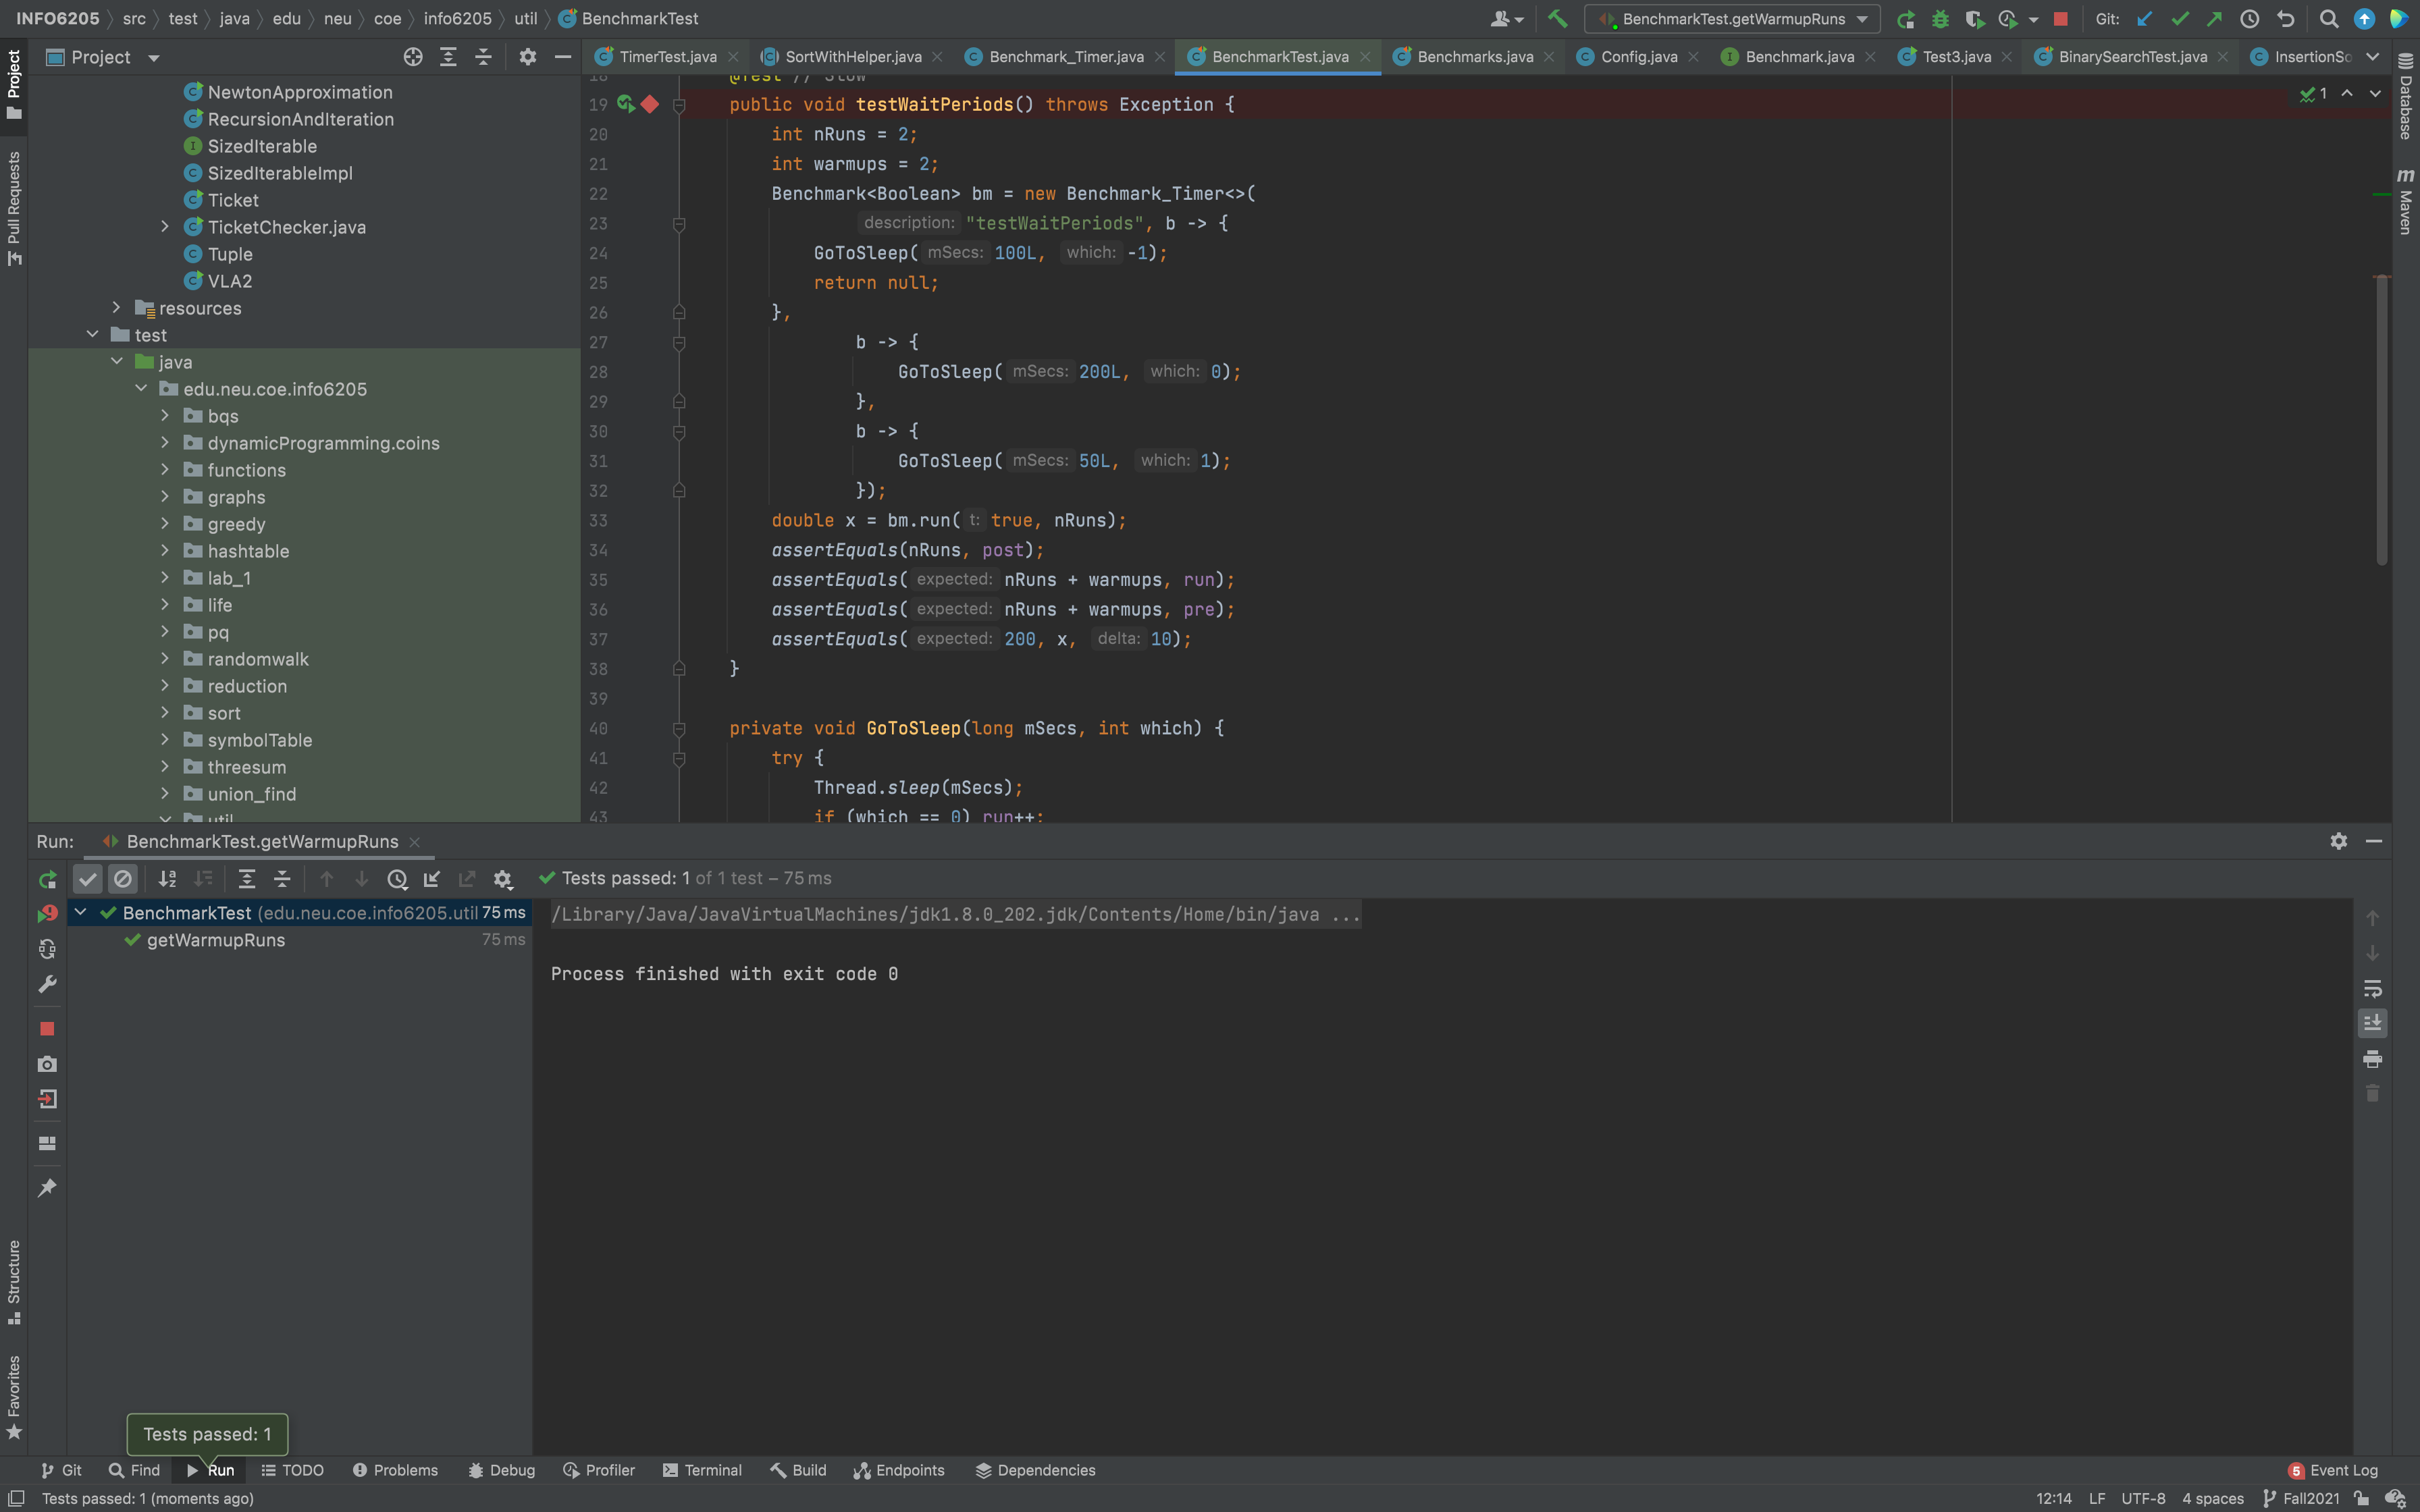 INFO6205 src test java edu neu coe info6205 util BenchmarkTest
BenchmarkTest.getWarmupRuns
Git:
Project
TimerTest.java SortWithHelper.java Benchmark_Timer.java BenchmarkTest.java Benchmarks.java Config.java Benchmark.java Test3.java BinarySearchTest.java InsertionSo
Project
Pull Requests
Structure
Favorites
Database
Maven
NewtonApproximation
RecursionAndIteration
SizedIterable
SizedIterableImpl
Ticket
TicketChecker.java
Tuple
VLA2
resources
test
java
edu.neu.coe.info6205
bqs
dynamicProgramming.coins
functions
graphs
greedy
hashtable
lab_1
life
pq
randomwalk
reduction
sort
symbolTable
threesum
union_find
util
18 @Test // Slow
19 public void testWaitPeriods() throws Exception {
1
20 int nRuns = 2;
21 int warmups = 2;
22 Benchmark<Boolean> bm = new Benchmark_Timer<>(
23 description: "testWaitPeriods", b -> {
24 GoToSleep( mSecs: 100L, which: -1);
25 return null;
26 },
27 b -> {
28 GoToSleep( mSecs: 200L, which: 0);
29 },
30 b -> {
31 GoToSleep( mSecs: 50L, which: 1);
32 });
33 double x = bm.run( t: true, nRuns);
34 assertEquals(nRuns, post);
35 assertEquals( expected: nRuns + warmups, run);
36 assertEquals( expected: nRuns + warmups, pre);
37 assertEquals( expected: 200, x, delta: 10);
38 }
39
40 private void GoToSleep(long mSecs, int which) {
41 try {
42 Thread.sleep(mSecs);
43 if (which == 0) run++;
Run: BenchmarkTest.getWarmupRuns
Tests passed: 1 of 1 test – 75 ms
BenchmarkTest (edu.neu.coe.info6205.util 75 ms
getWarmupRuns 75 ms
/Library/Java/JavaVirtualMachines/jdk1.8.0_202.jdk/Contents/Home/bin/java ...
Process finished with exit code 0
Tests passed: 1
Git Find Run TODO Problems Debug Profiler Terminal Build Endpoints Dependencies
5 Event Log
Tests passed: 1 (moments ago)
12:14 LF UTF-8 4 spaces Fall2021